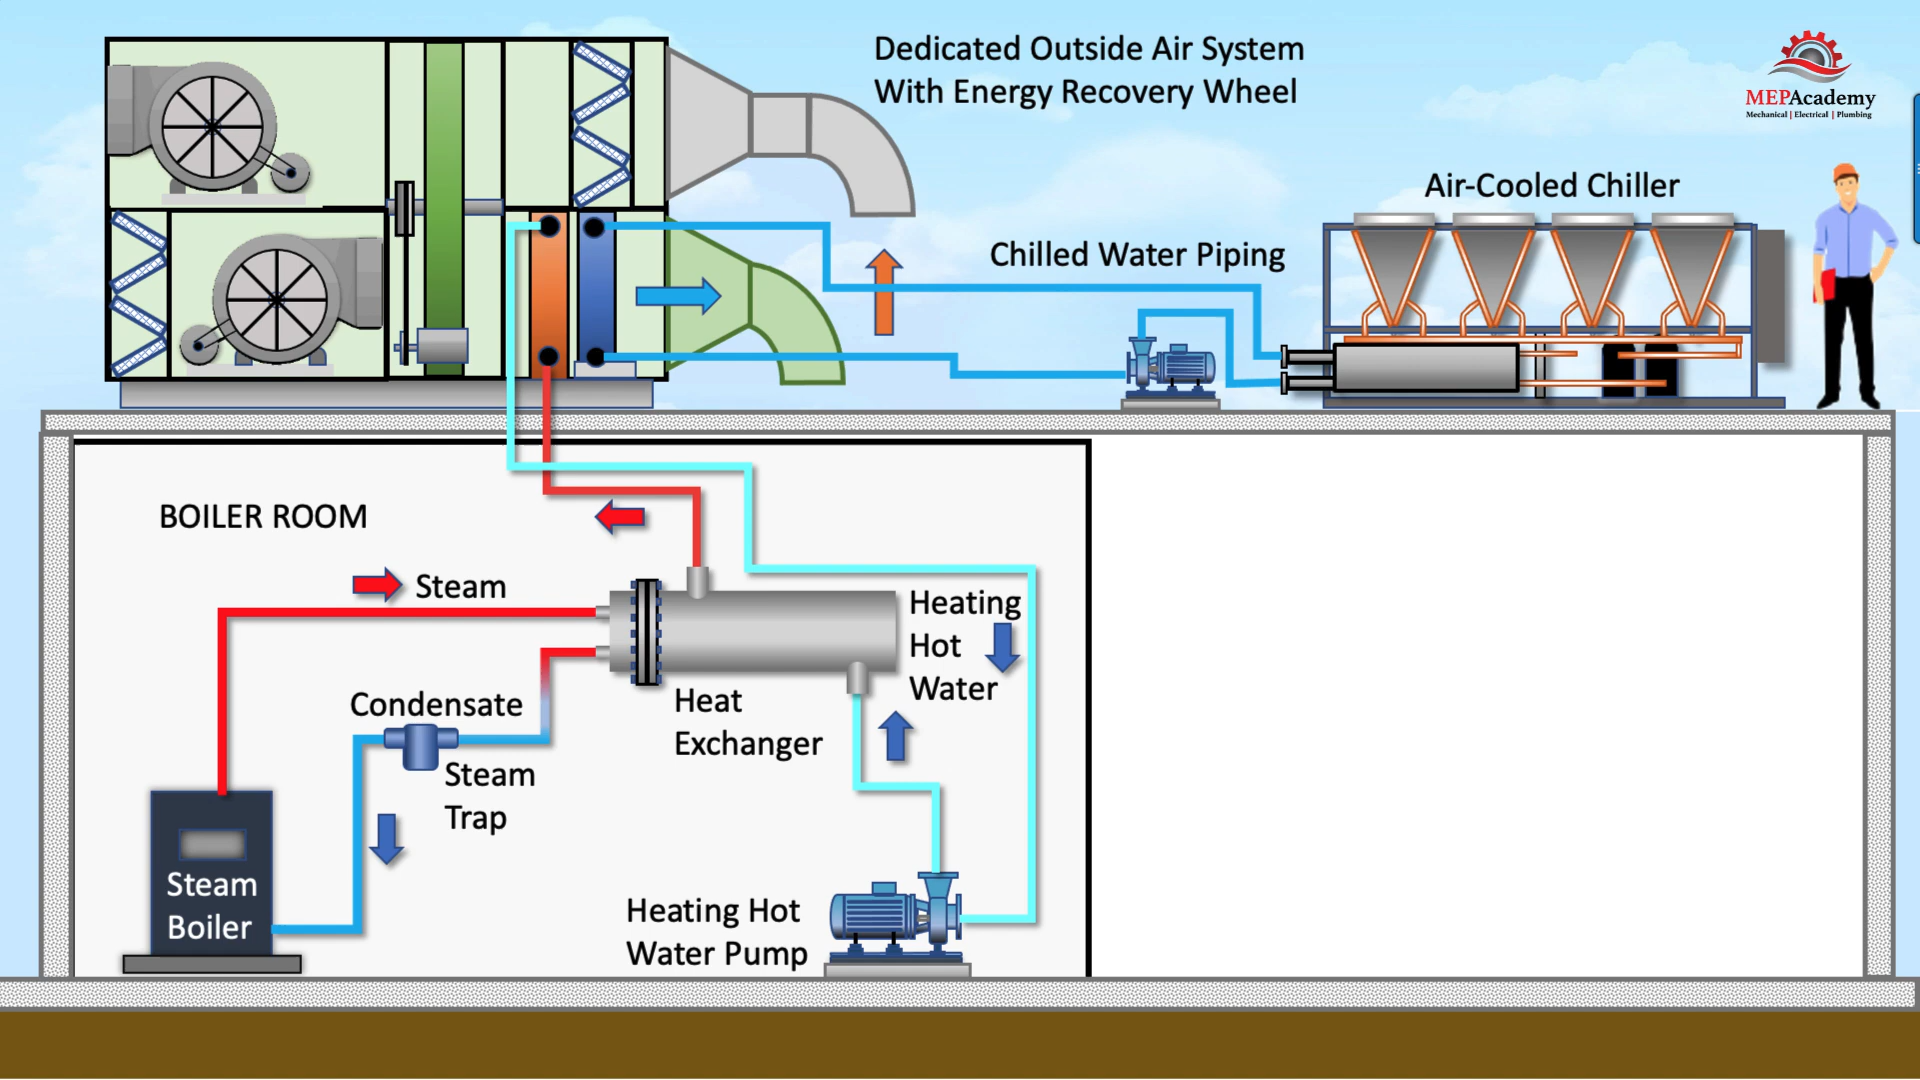 Dedicated Outside Air System
With Energy Recovery Wheel
MEPAcademy
Mechanical | Electrical | Plumbing
Air-Cooled Chiller
Chilled Water Piping
BOILER ROOM
Steam
Heating
Hot
Water
Heat
Exchanger
Condensate
Steam
Trap
Steam
Boiler
Heating Hot
Water Pump